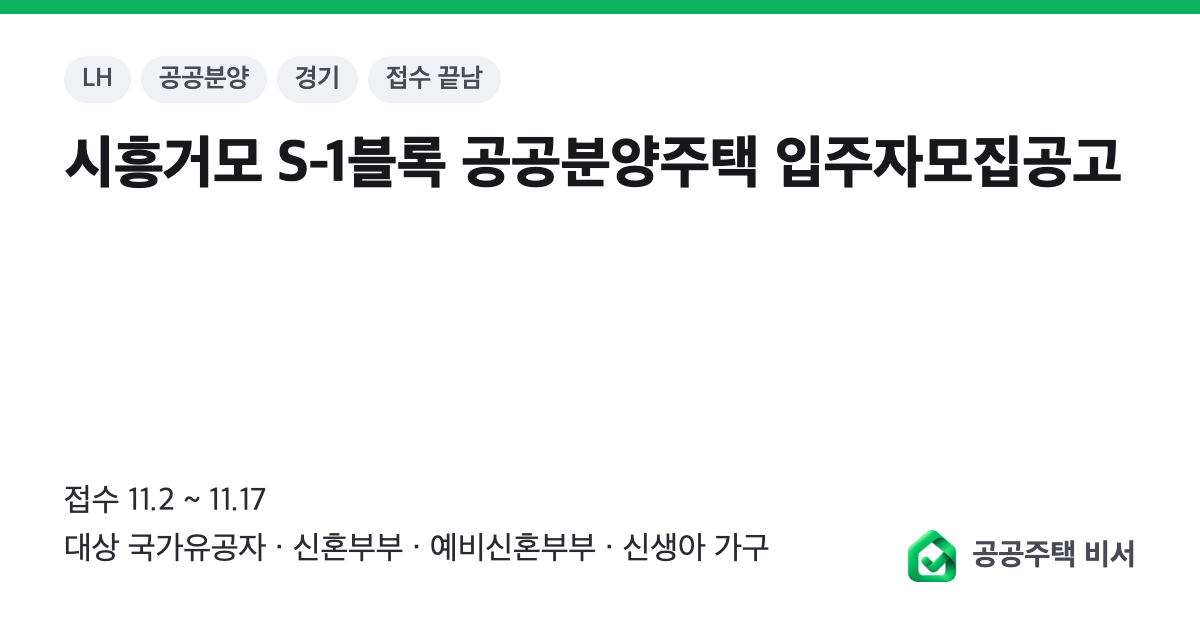 LH 공공분양 경기 접수 끝남
시흥거모 S-1블록 공공분양주택 입주자모집공고
접수 11.2 ~ 11.17
대상 국가유공자 · 신혼부부 · 예비신혼부부 · 신생아 가구
공공주택 비서